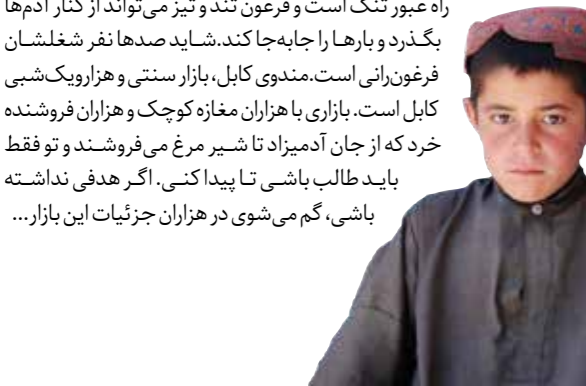 راه عبور تنگ است و فرغون تند و تیز می‌تواند از کنار آدم‌ها
بگذرد و بارها را جابه‌جا کند.شاید صدها نفر شغلشان
فرغون‌رانی است.مندوی کابل، بازار سنتی و هزارویک‌شبی
کابل است. بازاری با هزاران مغازه کوچک و هزاران فروشنده
خرد که از جان آدمیزاد تا شیر مرغ می‌فروشند و تو فقط
باید طالب باشی تا پیدا کنی. اگر هدفی نداشته
باشی، گم می‌شوی در هزاران جزئیات این بازار...